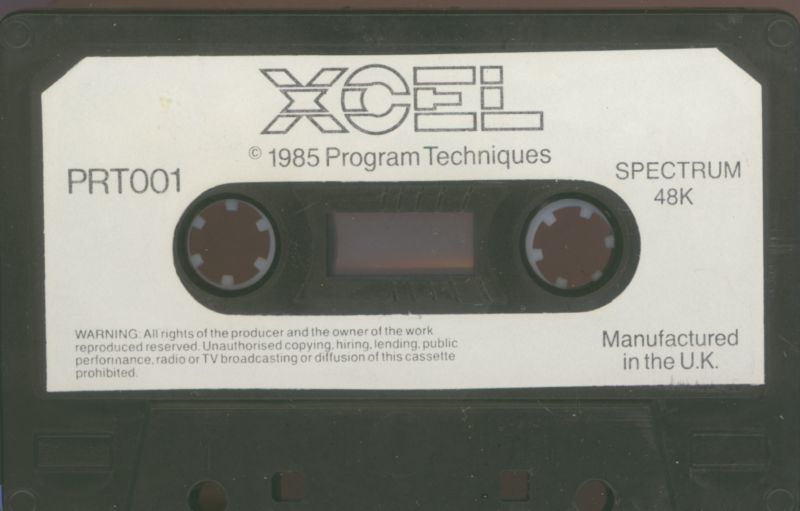 XCEL
© 1985 Program Techniques
PRT001
SPECTRUM
48K
WARNING: All rights of the producer and the owner of the work
reproduced reserved. Unauthorised copying, hiring, lending, public
performance, radio or TV broadcasting or diffusion of this cassette
prohibited.
Manufactured
in the U.K.